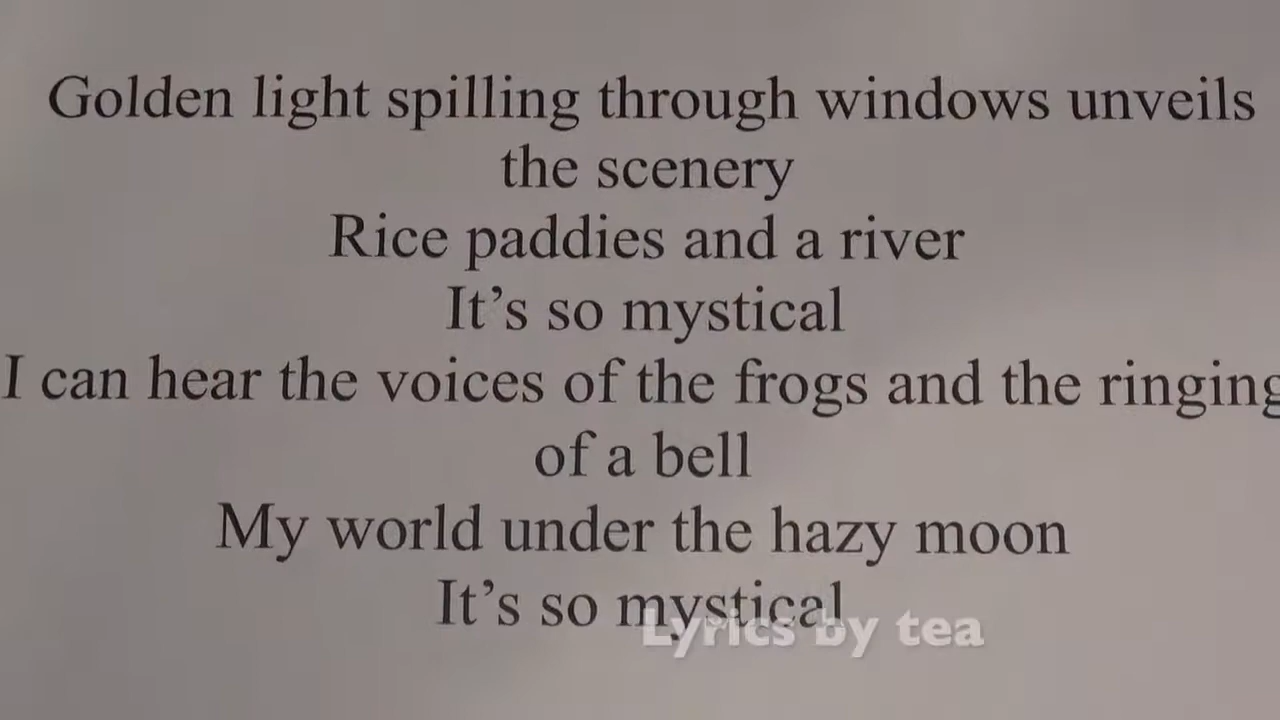 Golden light spilling through windows unveils
the scenery
Rice paddies and a river
It's so mystical
I can hear the voices of the frogs and the ringing
of a bell
My world under the hazy moon
It's so mystical
Lyrics by tea